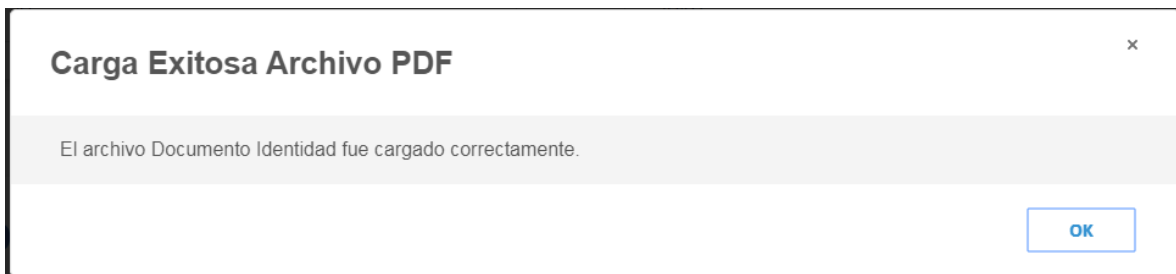 Carga Exitosa Archivo PDF
×
El archivo Documento Identidad fue cargado correctamente.
OK